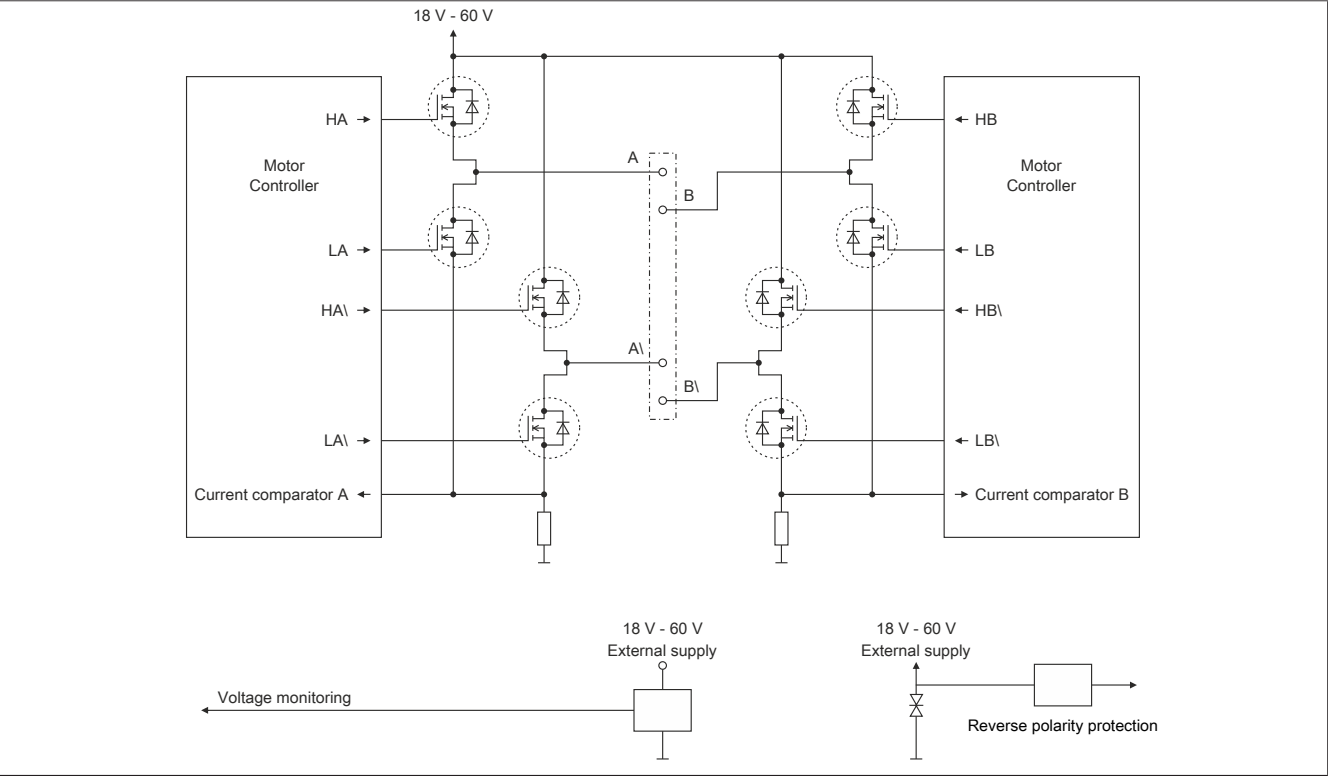 18 V - 60 V
HA
HB
Motor
Controller
Motor
Controller
A
B
LA
LB
HA\
HB\
A\
B\
LA\
LB\
Current comparator A
Current comparator B
18 V - 60 V
External supply
18 V - 60 V
External supply
Voltage monitoring
Reverse polarity protection